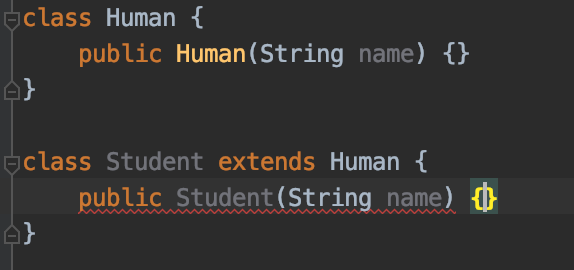 class Human {
public Human(String name) {}
}
class Student extends Human {
public Student(String name) {}
}